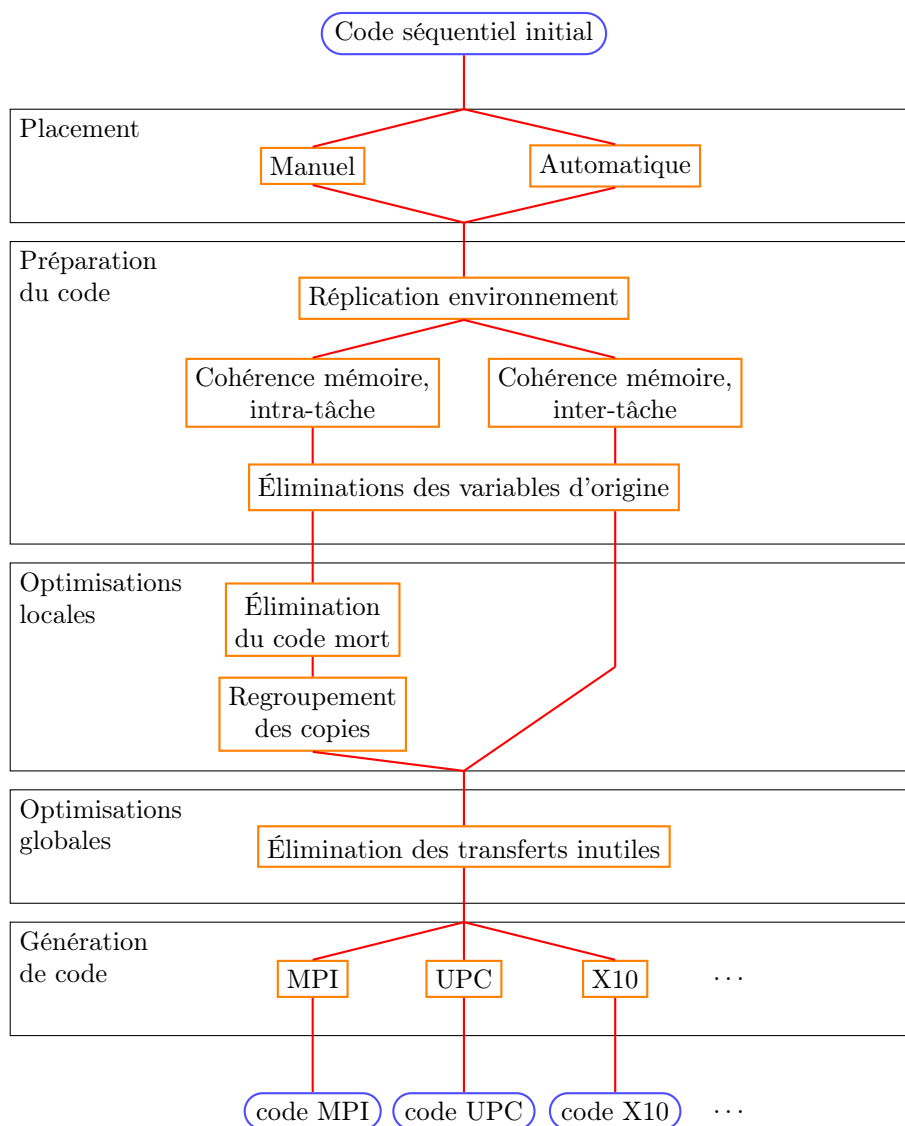 Code séquentiel initial
Placement
Manuel
Automatique
Préparation
du code
Réplication environnement
Cohérence mémoire,
intra-tâche
Cohérence mémoire,
inter-tâche
Éliminations des variables d'origine
Optimisations
locales
Élimination
du code mort
Regroupement
des copies
Optimisations
globales
Élimination des transferts inutiles
Génération
de code
MPI
UPC
X10
···
code MPI
code UPC
code X10
···